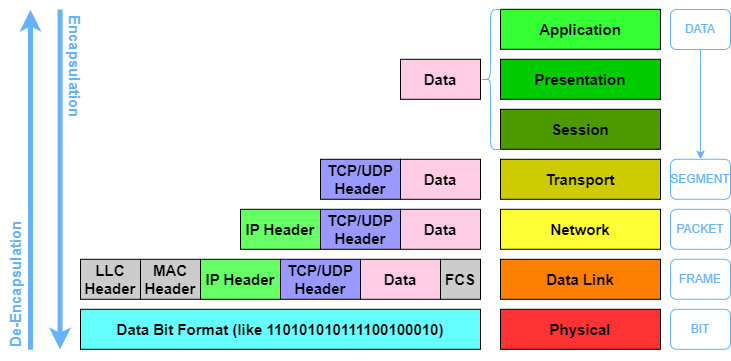 Encapsulation
De-Encapsulation
Application
DATA
Data
Presentation
Session
TCP/UDP
Header
Data
Transport
SEGMENT
IP Header
TCP/UDP
Header
Data
Network
PACKET
LLC
Header
MAC
Header
IP Header
TCP/UDP
Header
Data
FCS
Data Link
FRAME
Data Bit Format (like 110101010111100100010)
Physical
BIT